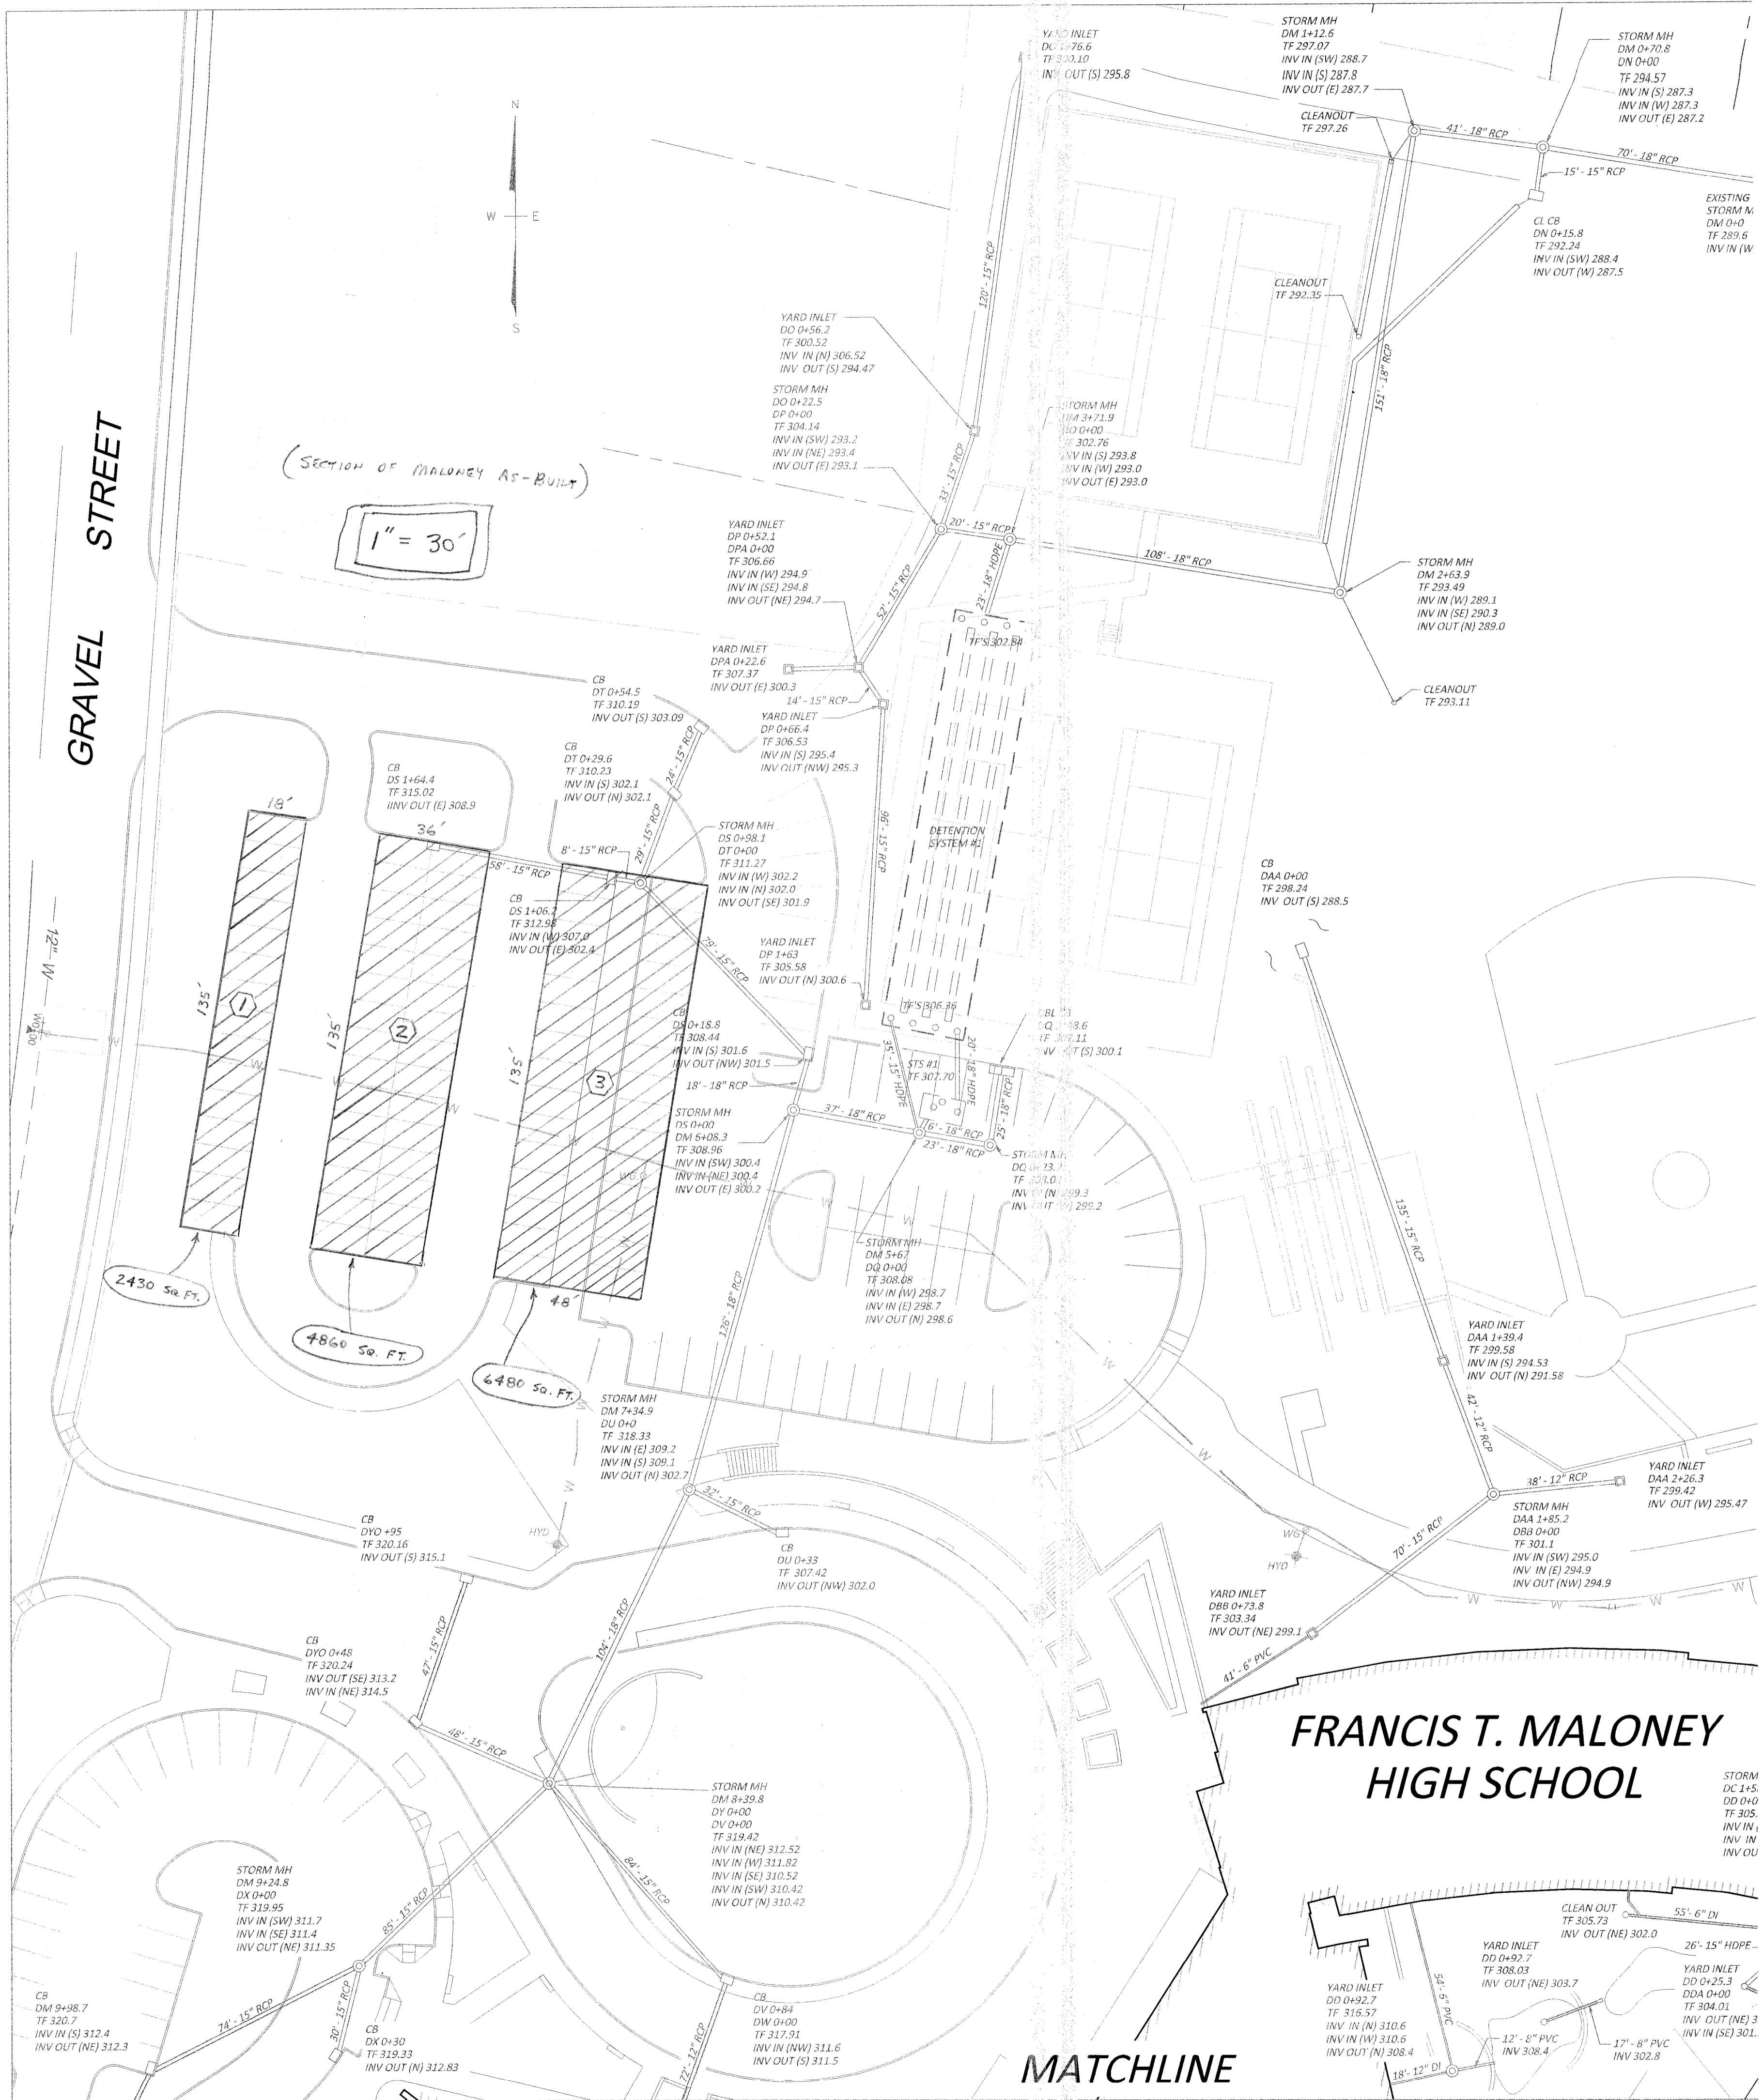 YARD INLET
TF 300.10
INV OUT (S) 295.8
STORM MH
DM 1+12.6
TF 297.07
INV IN (SW) 288.7
INV IN (S) 287.8
INV OUT (E) 287.7
STORM MH
DM 0+70.8
DN 0+00
TF 294.57
INV IN (S) 287.3
INV IN (W) 287.3
INV OUT (E) 287.2
CLEANOUT
TF 297.26
41' - 18" RCP
70' - 18" RCP
15' - 15" RCP
N
W
E
S
EXISTING
STORM M
DM 0+0
TF 289.6
INV IN (W
CL CB
DN 0+15.8
TF 292.24
INV IN (SW) 288.4
INV OUT (W) 287.5
120' - 15" RCP
CLEANOUT
TF 292.35
151' - 18" RCP
YARD INLET
DO 0+56.2
TF 300.52
INV IN (N) 306.52
INV OUT (S) 294.47
STORM MH
DO 0+22.5
DP 0+00
TF 304.14
INV IN (SW) 293.2
INV IN (NE) 293.4
INV OUT (E) 293.1
STORM MH
DM 3+71.9
DO 0+00
TF 302.76
INV IN (S) 293.8
INV IN (W) 293.0
INV OUT (E) 293.0
GRAVEL STREET
(SECTION OF MALONEY AS-BUILT)
1" = 30'
33' - 15" RCP
20' - 15" RCP
23' - 18" HDPE
108' - 18" RCP
52' - 15" RCP
YARD INLET
DP 0+52.1
DPA 0+00
TF 306.66
INV IN (W) 294.9
INV IN (SE) 294.8
INV OUT (NE) 294.7
STORM MH
DM 2+63.9
TF 293.49
INV IN (W) 289.1
INV IN (SE) 290.3
INV OUT (N) 289.0
TF'S 302.84
YARD INLET
DPA 0+22.6
TF 307.37
INV OUT (E) 300.3
14' - 15" RCP
CLEANOUT
TF 293.11
CB
DT 0+54.5
TF 310.19
INV OUT (S) 303.09
YARD INLET
DP 0+66.4
TF 306.53
INV IN (S) 295.4
INV OUT (NW) 295.3
CB
DT 0+29.6
TF 310.23
INV IN (S) 302.1
INV OUT (N) 302.1
24' - 15" RCP
CB
DS 1+64.4
TF 315.02
IINV OUT (E) 308.9
18'
36'
29' - 15" RCP
8' - 15" RCP
58' - 15" RCP
STORM MH
DS 0+98.1
DT 0+00
TF 311.27
INV IN (W) 302.2
INV IN (N) 302.0
INV OUT (SE) 301.9
96' - 15" RCP
DETENTION
SYSTEM #1
CB
DAA 0+00
TF 298.24
INV OUT (S) 288.5
CB
DS 1+06.2
TF 312.98
INV IN (W) 307.0
INV OUT (E) 302.4
79' - 15" RCP
YARD INLET
DP 1+63
TF 305.58
INV OUT (N) 300.6
12" W
W
135'
1
135'
2
135'
3
W
W
W
W
CB
DS 0+18.8
TF 308.44
INV IN (S) 301.6
INV OUT (NW) 301.5
TF'S 306.36
INV OUT (S) 300.1
35' - 15" HDPE
STS #1
TF 307.70
20' - 18" HDPE
18' - 18" RCP
37' - 18" RCP
6' - 18" RCP
23' - 18" RCP
25' - 18" RCP
STORM MH
DS 0+00
DM 6+08.3
TF 308.96
INV IN (SW) 300.4
INV IN (NE) 300.4
INV OUT (E) 300.2
WG
STORM MH
W
W
135' - 15" RCP
STORM MH
DM 5+67
DQ 0+00
TF 308.08
INV IN (W) 298.7
INV IN (E) 298.7
INV OUT (N) 298.6
2430 SQ FT.
4860 SQ. FT.
48'
6480 SQ. FT.
126' - 18" RCP
YARD INLET
DAA 1+39.4
TF 299.58
INV IN (S) 294.53
INV OUT (N) 291.58
STORM MH
DM 7+34.9
DU 0+0
TF 318.33
INV IN (E) 309.2
INV IN (S) 309.1
INV OUT (N) 302.7
42' - 12" RCP
W
W
W
38' - 12" RCP
YARD INLET
DAA 2+26.3
TF 299.42
INV OUT (W) 295.47
32' - 15" RCP
STORM MH
DAA 1+85.2
DBB 0+00
TF 301.1
INV IN (SW) 295.0
INV IN (E) 294.9
INV OUT (NW) 294.9
CB
DYO +95
TF 320.16
INV OUT (S) 315.1
HYD
CB
DU 0+33
TF 307.42
INV OUT (NW) 302.0
WG
HYD
70' - 15" RCP
YARD INLET
DBB 0+73.8
TF 303.34
INV OUT (NE) 299.1
W
W
W
W
47' - 15" RCP
104' - 18" RCP
41' - 6" PVC
CB
DYO 0+48
TF 320.24
INV OUT (SE) 313.2
INV IN (NE) 314.5
48' - 15" RCP
FRANCIS T. MALONEY
HIGH SCHOOL
STORM MH
DM 8+39.8
DY 0+00
DV 0+00
TF 319.42
INV IN (NE) 312.52
INV IN (W) 311.82
INV IN (SE) 310.52
INV IN (SW) 310.42
INV OUT (N) 310.42
STORM
DC 1+5
DD 0+0
TF 305.
INV IN
INV IN
INV OU
84' - 15" RCP
85' - 15" RCP
STORM MH
DM 9+24.8
DX 0+00
TF 319.95
INV IN (SW) 311.7
INV IN (SE) 311.4
INV OUT (NE) 311.35
CLEAN OUT
TF 305.73
INV OUT (NE) 302.0
55'- 6" DI
YARD INLET
DD 0+92.7
TF 308.03
INV OUT (NE) 303.7
26'- 15" HDPE
YARD INLET
DD 0+25.3
DDA 0+00
TF 304.01
INV OUT (NE) 3
INV IN (SE) 301.
YARD INLET
DD 0+92.7
TF 316.57
INV IN (N) 310.6
INV IN (W) 310.6
INV OUT (N) 308.4
54'- 6" PVC
12' - 8" PVC
INV 308.4
17' - 8" PVC
INV 302.8
18'- 12" DI
CB
DM 9+98.7
TF 320.7
INV IN (S) 312.4
INV OUT (NE) 312.3
74' - 15" RCP
30' - 15" RCP
CB
DX 0+30
TF 319.33
INV OUT (N) 312.83
CB
DV 0+84
DW 0+00
TF 317.91
INV IN (NW) 311.6
INV OUT (S) 311.5
72' - 12" RCP
MATCHLINE